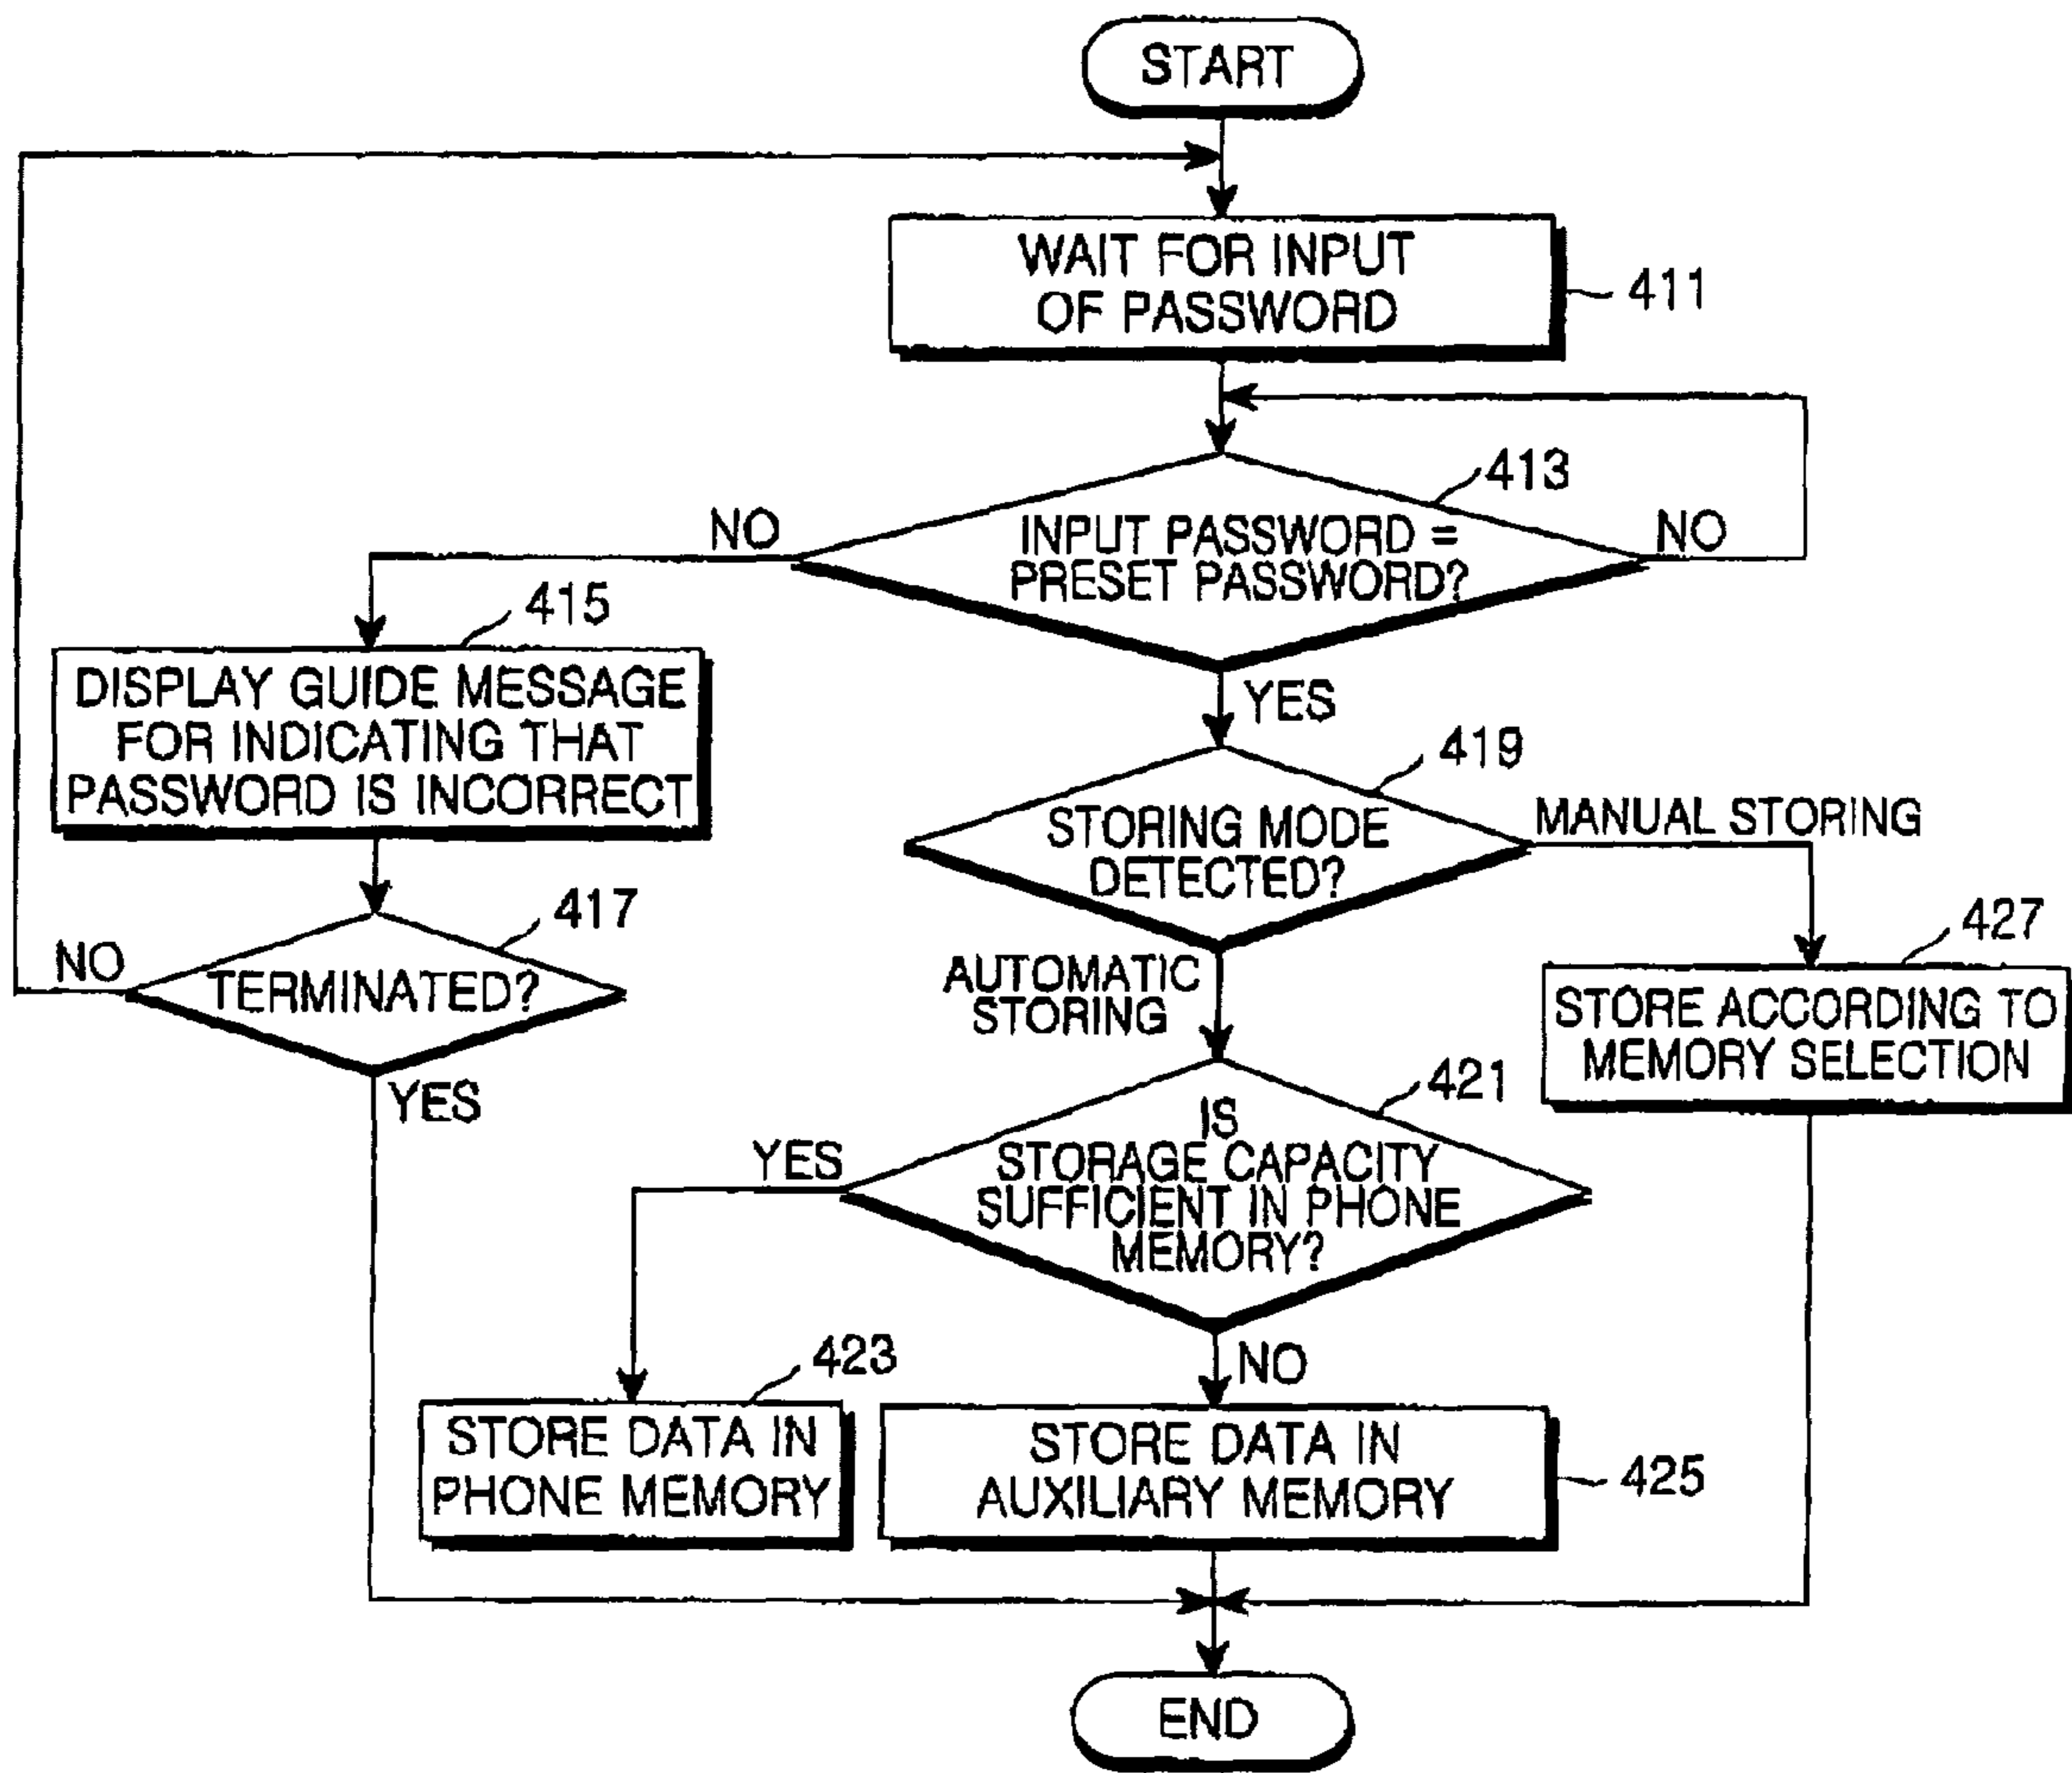 START
WAIT FOR INPUT
OF PASSWORD
411
413
INPUT PASSWORD =
PRESET PASSWORD?
NO
NO
415
DISPLAY GUIDE MESSAGE
FOR INDICATING THAT
PASSWORD IS INCORRECT
YES
419
STORING MODE
DETECTED?
MANUAL STORING
417
TERMINATED?
NO
YES
AUTOMATIC
STORING
427
STORE ACCORDING TO
MEMORY SELECTION
421
IS
STORAGE CAPACITY
SUFFICIENT IN PHONE
MEMORY?
YES
NO
423
STORE DATA IN
PHONE MEMORY
STORE DATA IN
AUXILIARY MEMORY
425
END